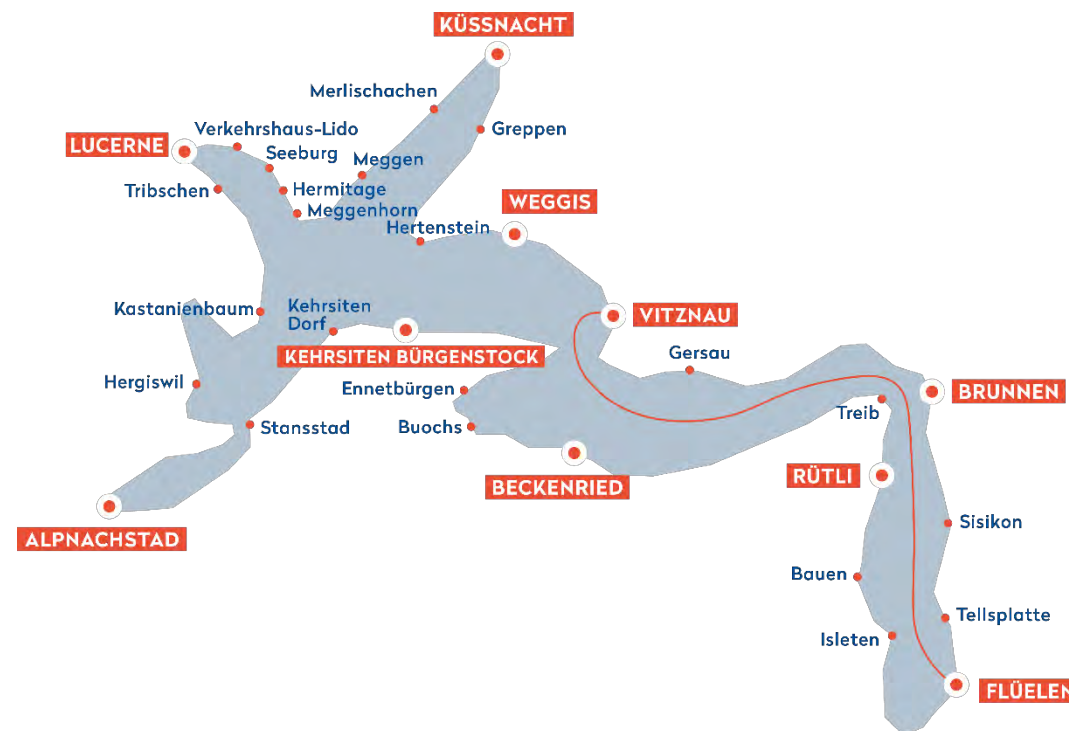 KÜSSNACHT
Merlischachen
Greppen
Verkehrshaus-Lido
LUCERNE
Seeburg
Meggen
Tribschen
Hermitage
Meggenhorn
WEGGIS
Hertenstein
Kastanienbaum
Kehrsiten
Dorf
VITZNAU
KEHRSITEN BÜRGENSTOCK
Gersau
Hergiswil
Ennetbürgen
BRUNNEN
Treib
Stansstad
Buochs
BECKENRIED
RÜTLI
ALPNACHSTAD
Sisikon
Bauen
Tellsplatte
Isleten
FLÜELEN